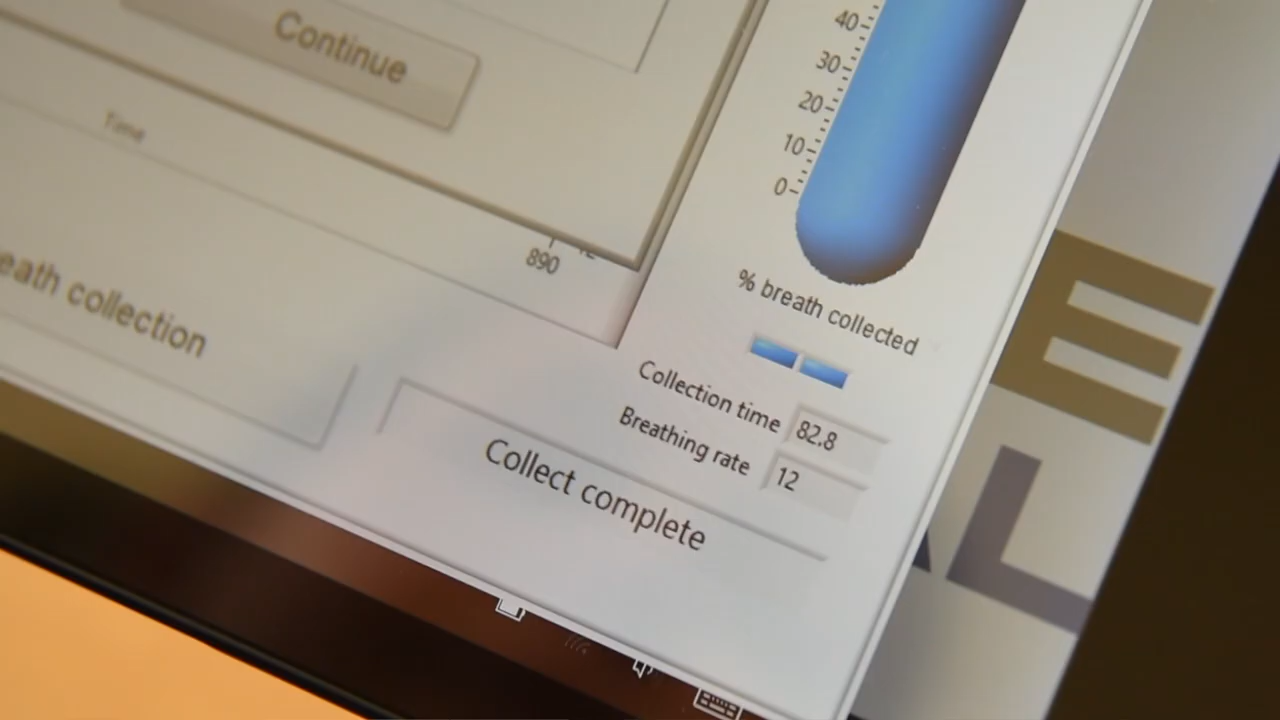 Continue
40
30
20
10
0
Time
890
% breath collected
eath collection
Collection time 82.8
Breathing rate 12
Collect complete
E
L